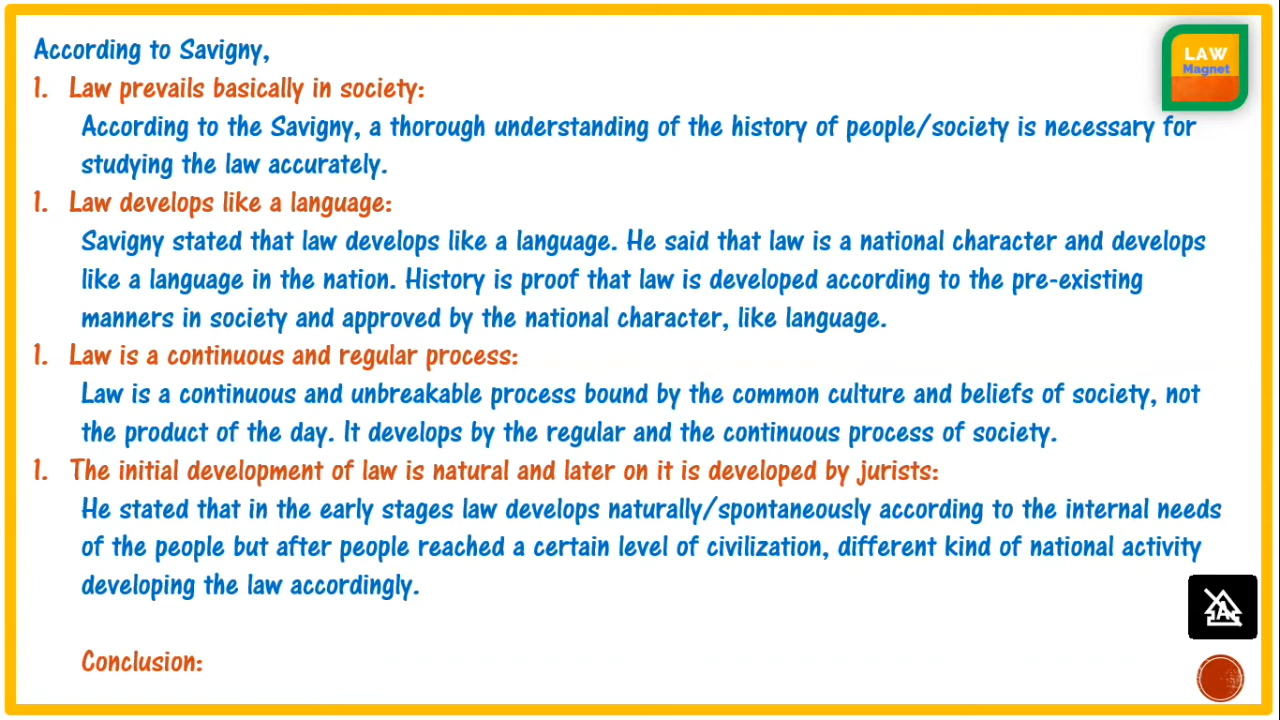 According to Savigny,
LAW
Magnet
1. Law prevails basically in society:
According to the Savigny, a thorough understanding of the history of people/society is necessary for
studying the law accurately.
1. Law develops like a language:
Savigny stated that law develops like a language. He said that law is a national character and develops
like a language in the nation. History is proof that law is developed according to the pre-existing
manners in society and approved by the national character, like language.
1. Law is a continuous and regular process:
Law is a continuous and unbreakable process bound by the common culture and beliefs of society, not
the product of the day. It develops by the regular and the continuous process of society.
1. The initial development of law is natural and later on it is developed by jurists:
He stated that in the early stages law develops naturally/spontaneously according to the internal needs
of the people but after people reached a certain level of civilization, different kind of national activity
developing the law accordingly.
A
Conclusion: